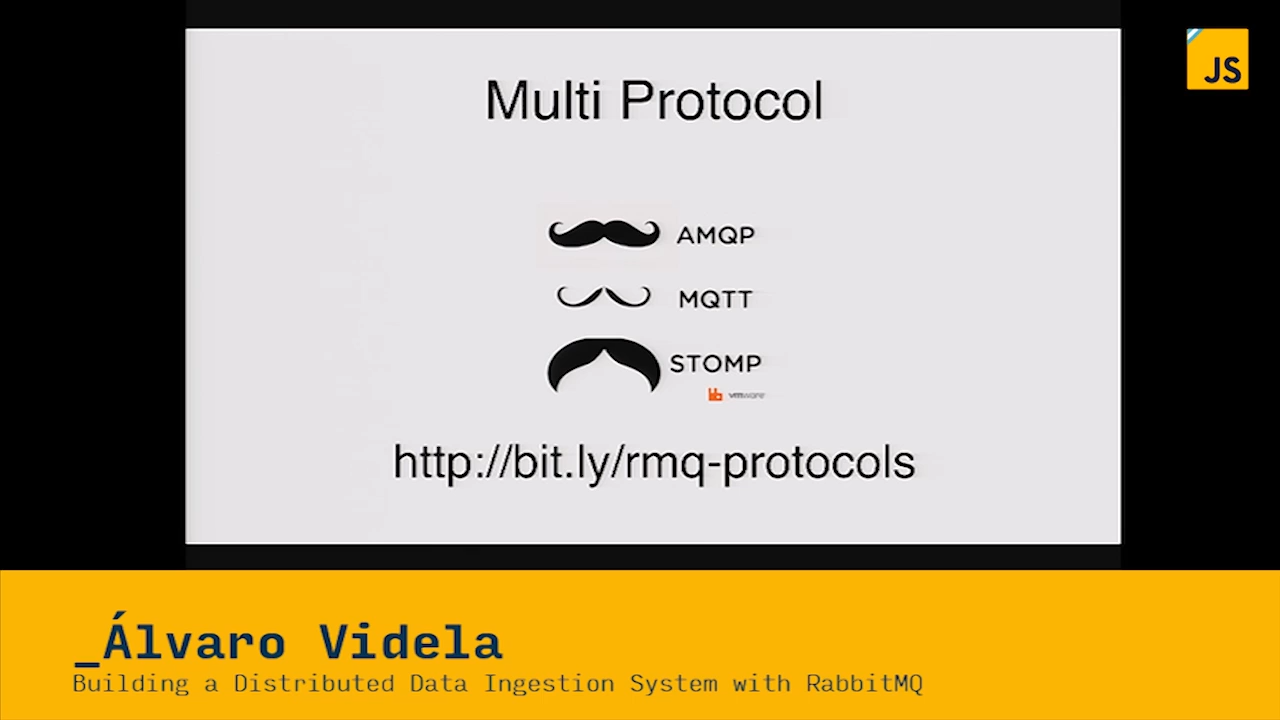 Multi Protocol
JS
AMQP
MQTT
STOMP
vmware
http://bit.ly/rmq-protocols
_Álvaro Videla
Building a Distributed Data Ingestion System with RabbitMQ